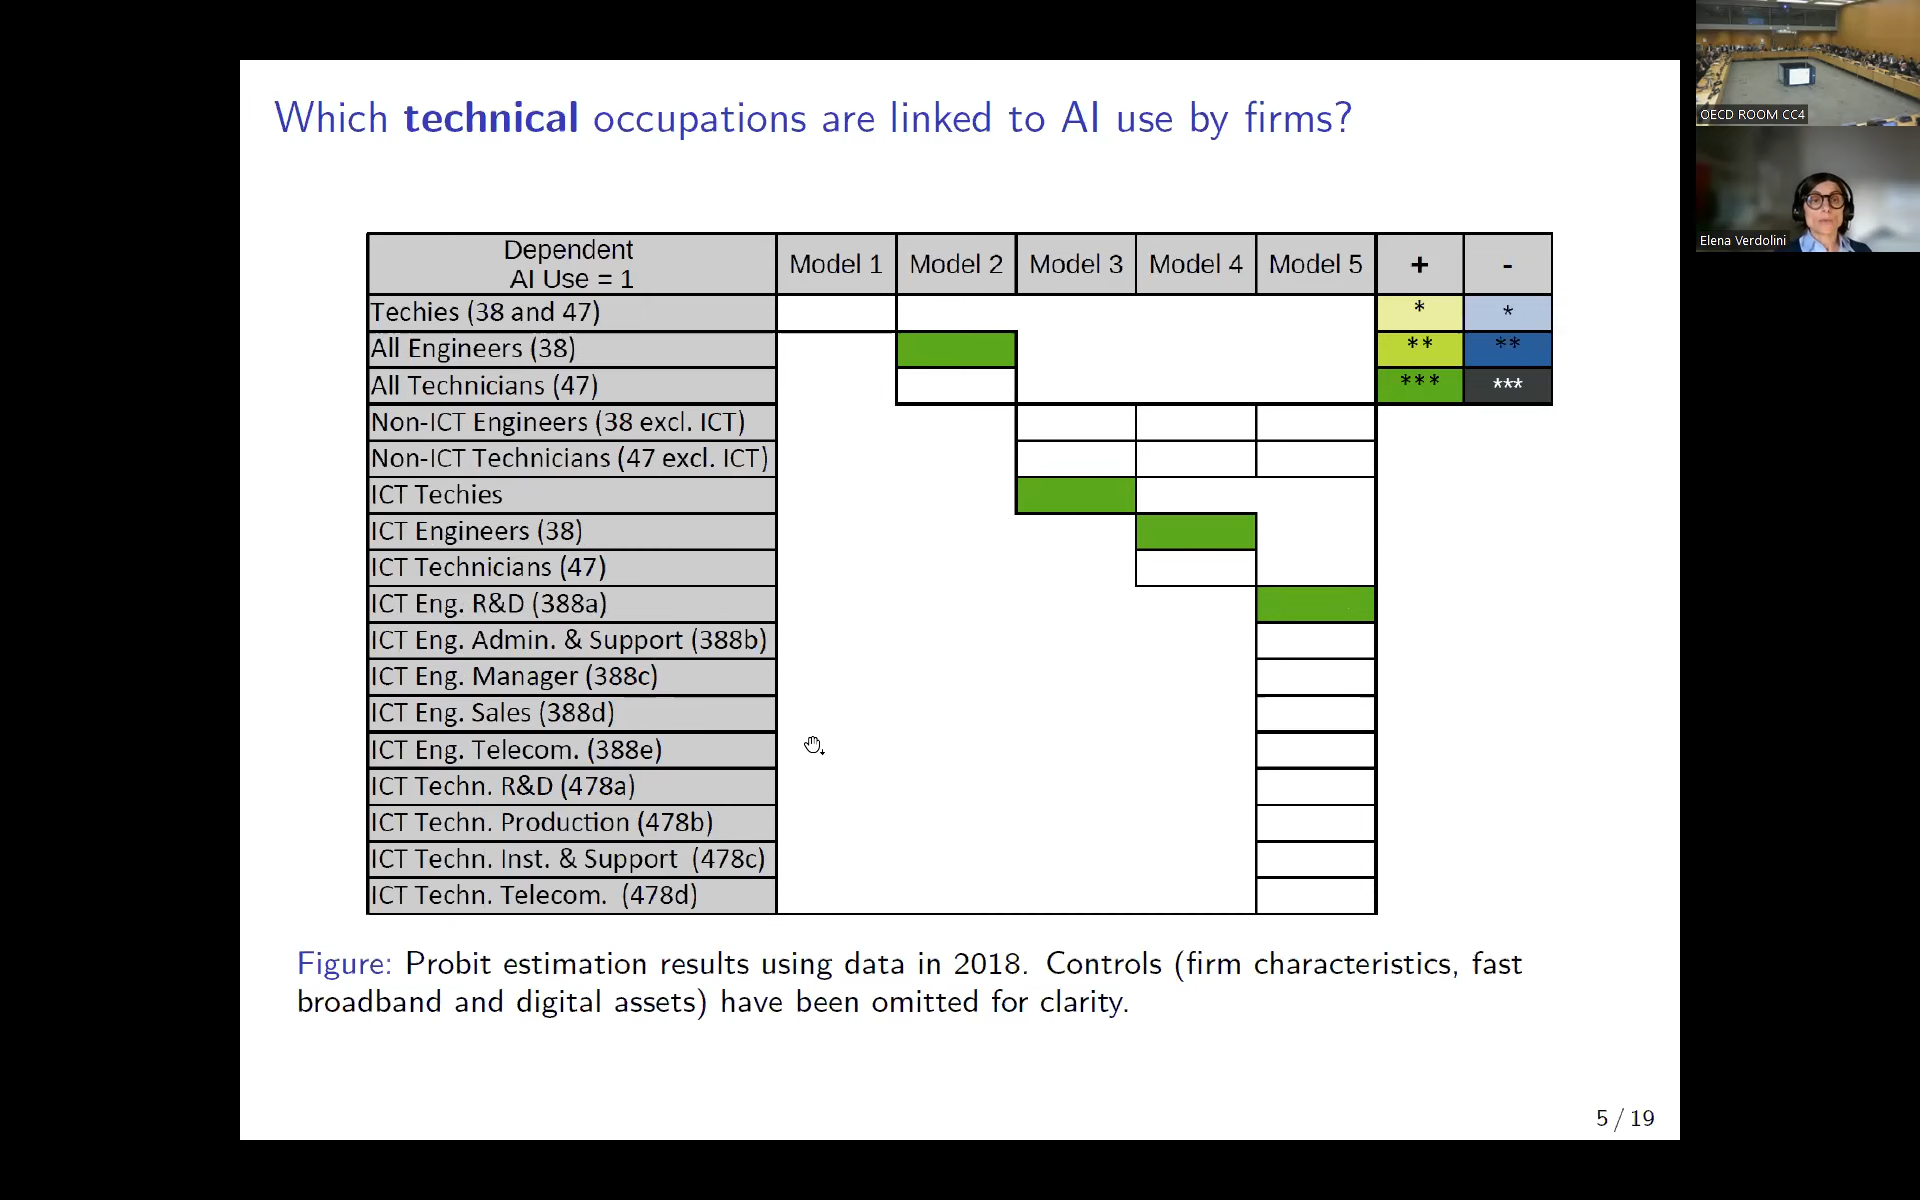 Which technical occupations are linked to AI use by firms?
Dependent
AI Use = 1
Model 1
Model 2
Model 3
Model 4
Model 5
+
-
Techies (38 and 47)
*
*
All Engineers (38)
**
**
All Technicians (47)
***
***
Non-ICT Engineers (38 excl. ICT)
Non-ICT Technicians (47 excl. ICT)
ICT Techies
ICT Engineers (38)
ICT Technicians (47)
ICT Eng. R&D (388a)
ICT Eng. Admin. & Support (388b)
ICT Eng. Manager (388c)
ICT Eng. Sales (388d)
ICT Eng. Telecom. (388e)
ICT Techn. R&D (478a)
ICT Techn. Production (478b)
ICT Techn. Inst. & Support (478c)
ICT Techn. Telecom. (478d)
Figure: Probit estimation results using data in 2018. Controls (firm characteristics, fast
broadband and digital assets) have been omitted for clarity.
5 / 19
OECD ROOM CC4
Elena Verdolini